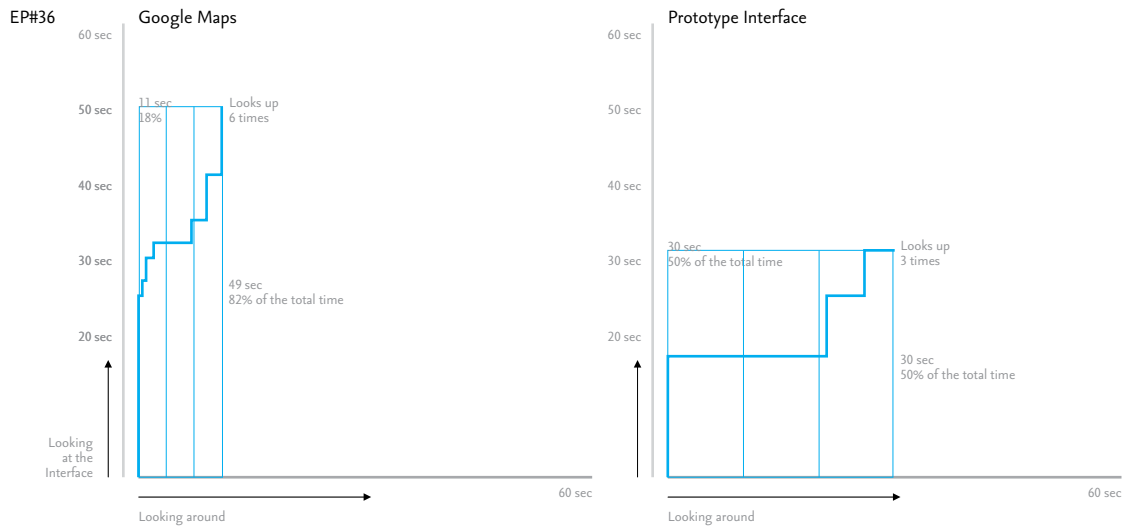 EP#36
Google Maps
60 sec
50 sec
40 sec
30 sec
20 sec
11 sec
18%
Looks up
6 times
49 sec
82% of the total time
Looking
at the
Interface
60 sec
Looking around
Prototype Interface
60 sec
50 sec
40 sec
30 sec
20 sec
30 sec
50% of the total time
Looks up
3 times
30 sec
50% of the total time
60 sec
Looking around